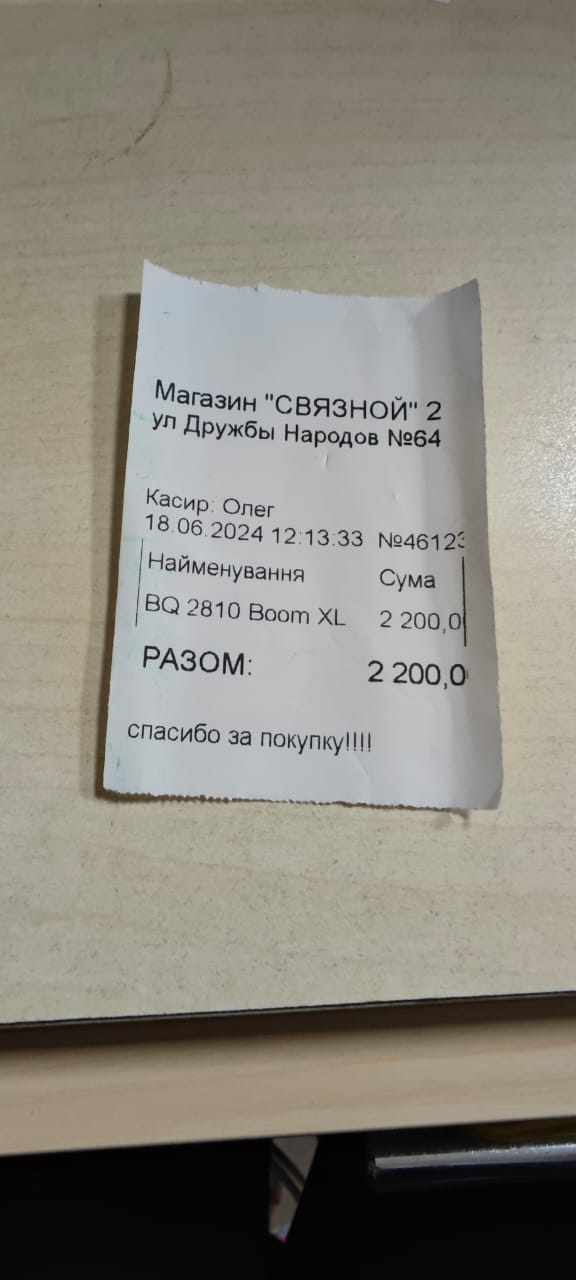 Магазин "СВЯЗНОЙ" 2
ул Дружбы Народов №64
Касир: Олег
18.06.2024 12:13:33 №46123
Найменування Сума
BQ 2810 Boom XL 2 200,0
РАЗОМ: 2 200,0
спасибо за покупку!!!!